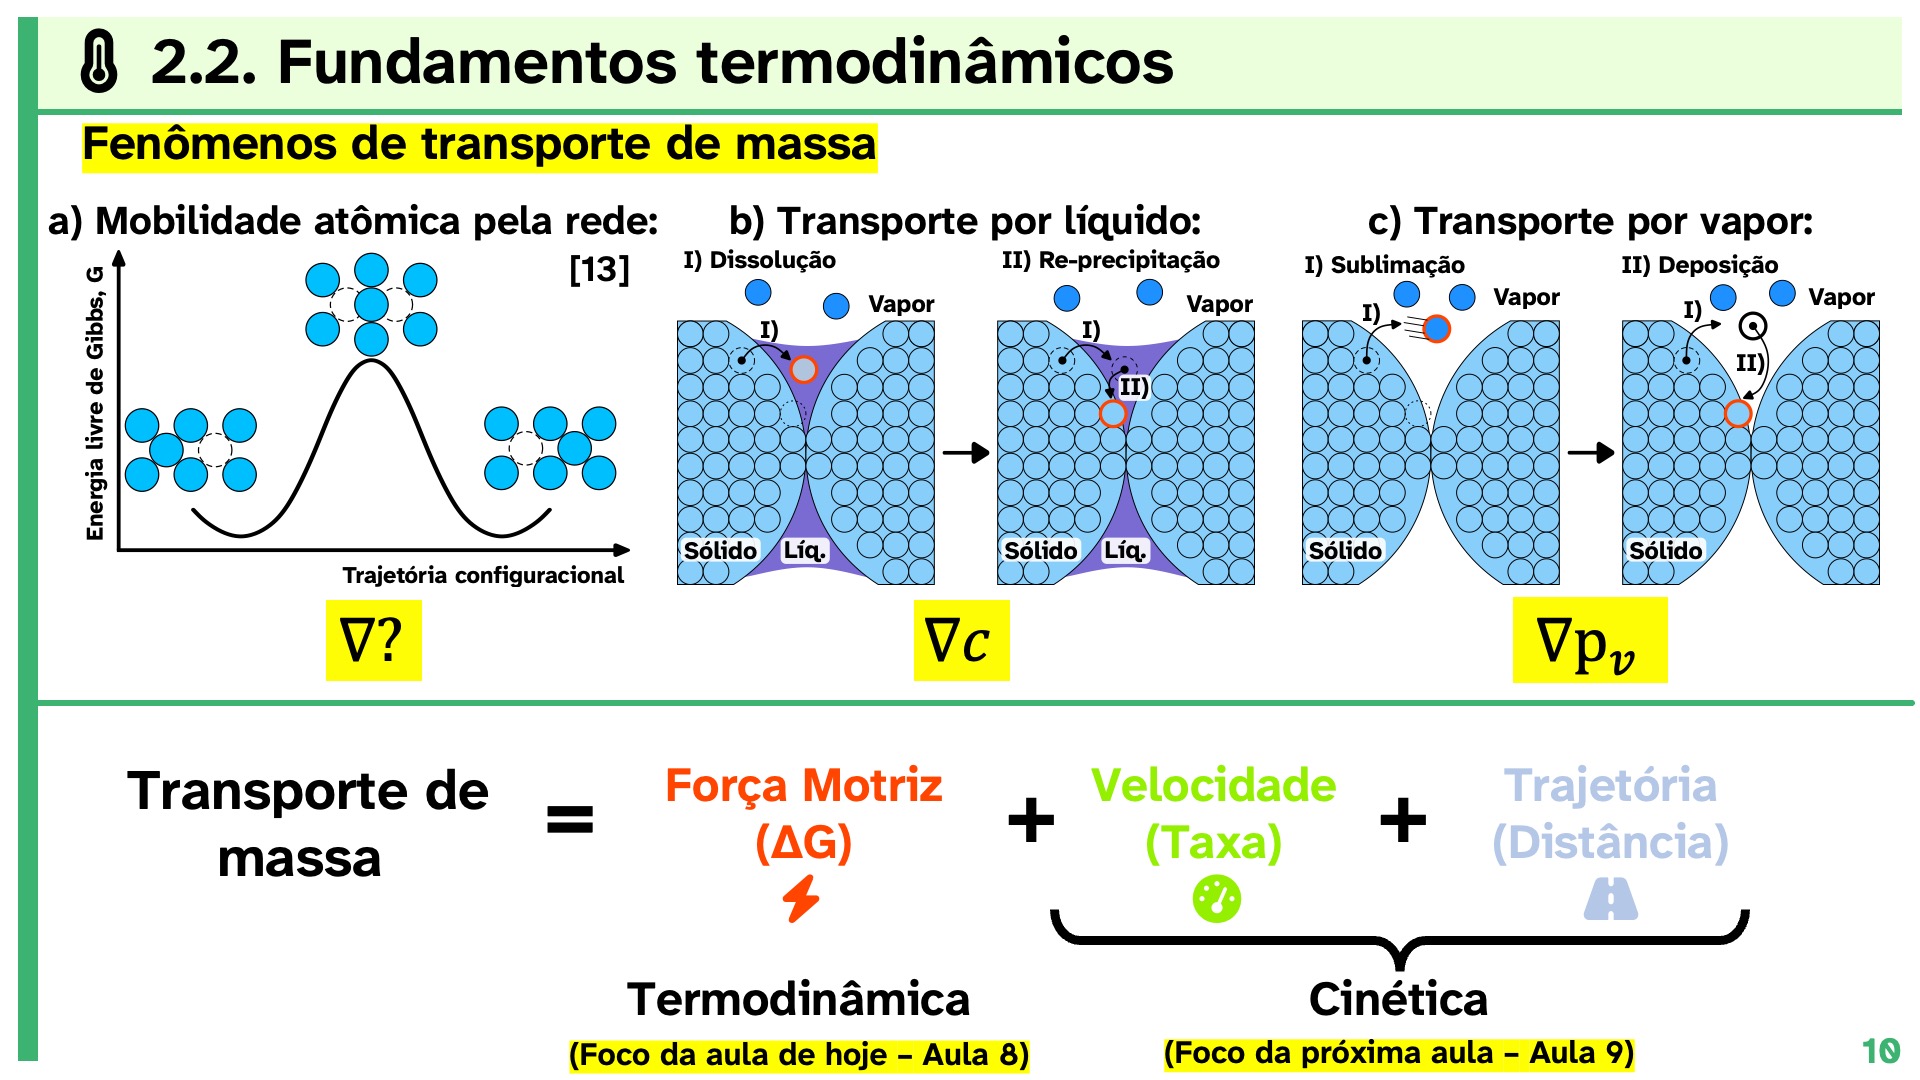 2.2. Fundamentos termodinâmicos
Fenômenos de transporte de massa
a) Mobilidade atômica pela rede:
[13]
Energia livre de Gibbs, G
Trajetória configuracional
∇?
b) Transporte por líquido:
I) Dissolução
Vapor
I)
Sólido
Líq.
II) Re-precipitação
Vapor
I)
II)
Sólido
Líq.
∇c
c) Transporte por vapor:
I) Sublimação
Vapor
I)
Sólido
II) Deposição
Vapor
I)
II)
Sólido
∇pᵥ
Transporte de
massa
=
Força Motriz
(ΔG)
+
Velocidade
(Taxa)
+
Trajetória
(Distância)
Termodinâmica
(Foco da aula de hoje – Aula 8)
Cinética
(Foco da próxima aula – Aula 9)
10